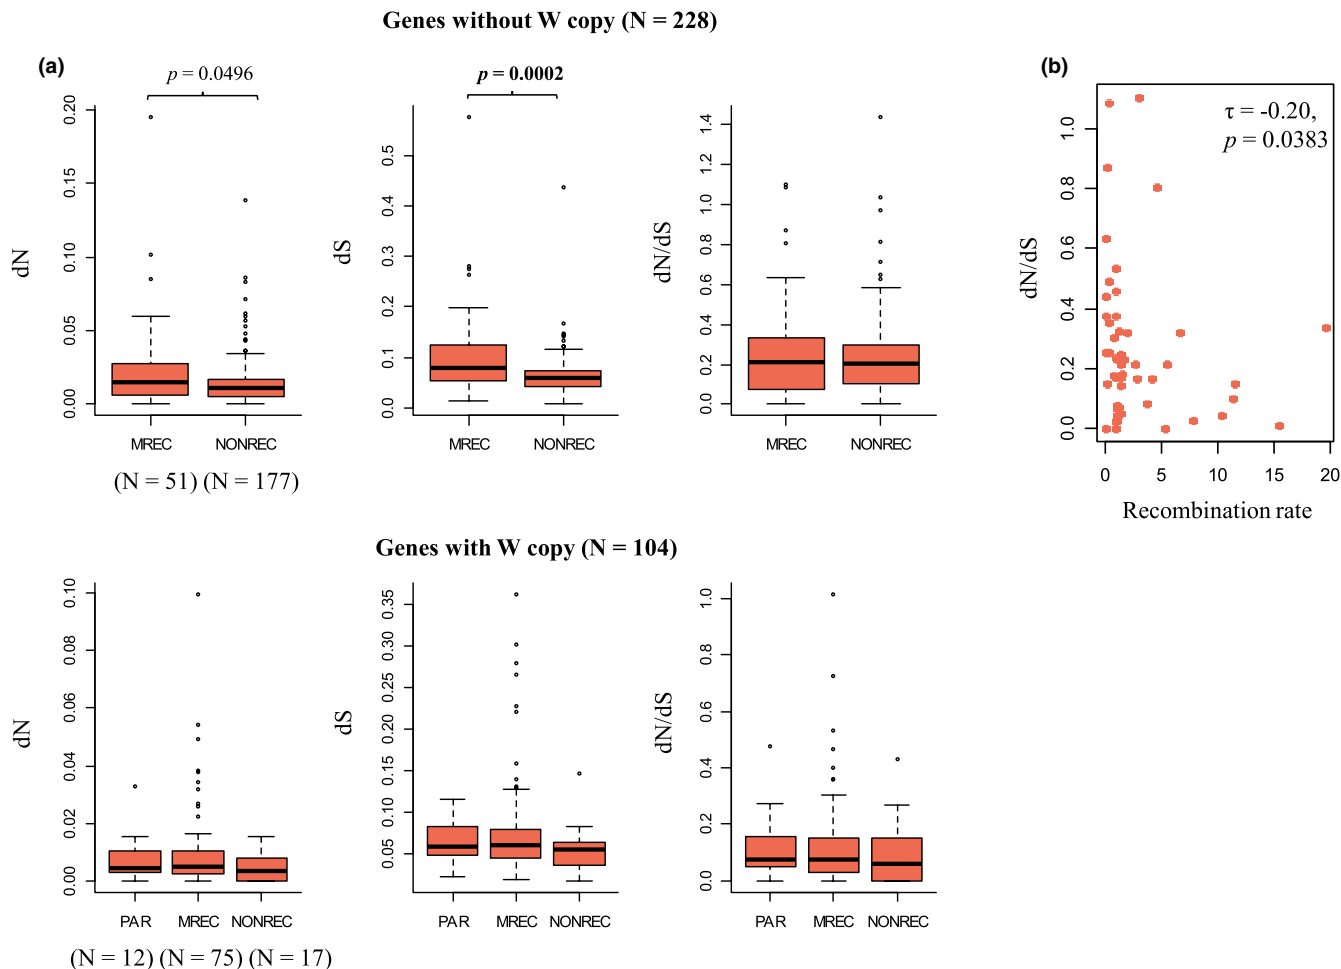 Genes without W copy (N = 228)
(a)
p = 0.0496
dN
0.00 0.05 0.10 0.15 0.20
MREC NONREC
(N = 51) (N = 177)
p = 0.0002
dS
0.0 0.1 0.2 0.3 0.4 0.5
MREC NONREC
dN/dS
0.0 0.2 0.4 0.6 0.8 1.0 1.2 1.4
MREC NONREC
(b)
τ = -0.20,
p = 0.0383
dN/dS
0.0 0.2 0.4 0.6 0.8 1.0
0 5 10 15 20
Recombination rate
Genes with W copy (N = 104)
dN
0.00 0.02 0.04 0.06 0.08 0.10
PAR MREC NONREC
(N = 12) (N = 75) (N = 17)
dS
0.05 0.10 0.15 0.20 0.25 0.30 0.35
PAR MREC NONREC
dN/dS
0.0 0.2 0.4 0.6 0.8 1.0
PAR MREC NONREC